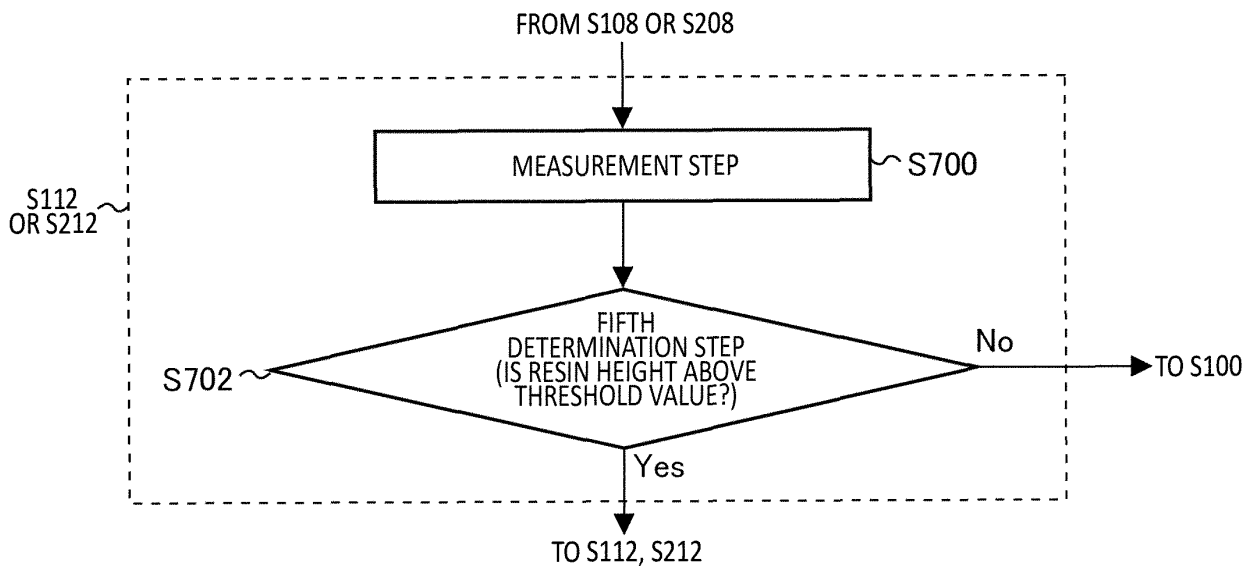 FROM S108 OR S208
MEASUREMENT STEP
S700
S112
OR S212
FIFTH
DETERMINATION STEP
(IS RESIN HEIGHT ABOVE
THRESHOLD VALUE?)
S702
No
TO S100
Yes
TO S112, S212